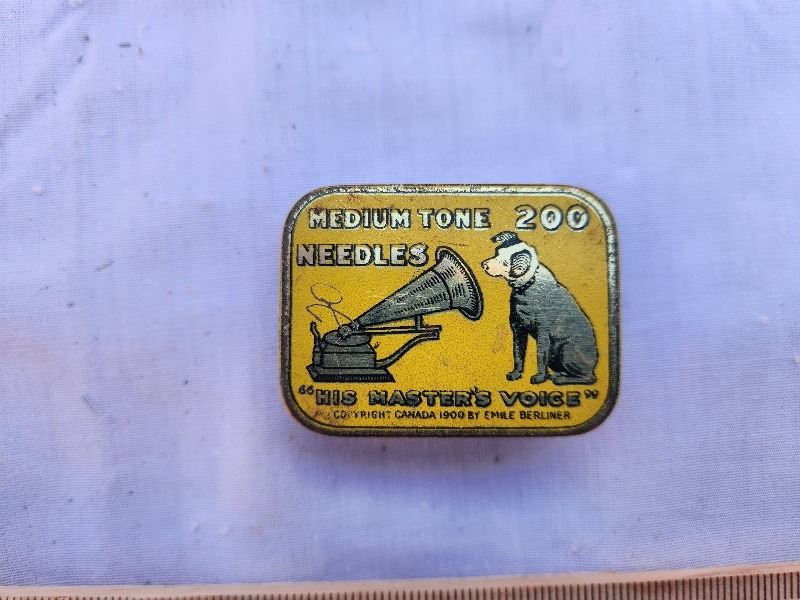 MEDIUM TONE 200
NEEDLES
"HIS MASTER'S VOICE"
COPYRIGHT CANADA 1900 BY EMILE BERLINER